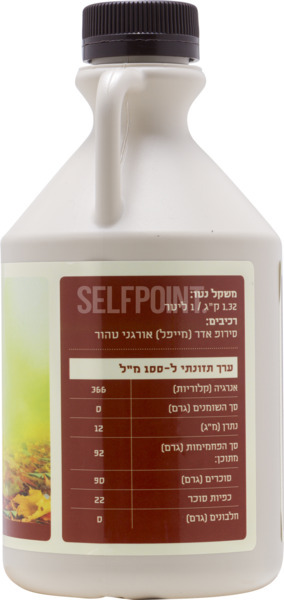 SELFPOINT
משקל נטו:
1.32 ק"ג / 1 ליטר
רכיבים:
סירופ אדר (מייפל) אורגני טהור
ערך תזונתי ל-100 מ"ל
אנרגיה (קלוריות) 366
סך השומנים (גרם) 0
נתרן (מ"ג) 12
סך הפחמימות (גרם) 92
מתוכן:
סוכרים (גרם) 90
כפיות סוכר 22
חלבונים (גרם) 0